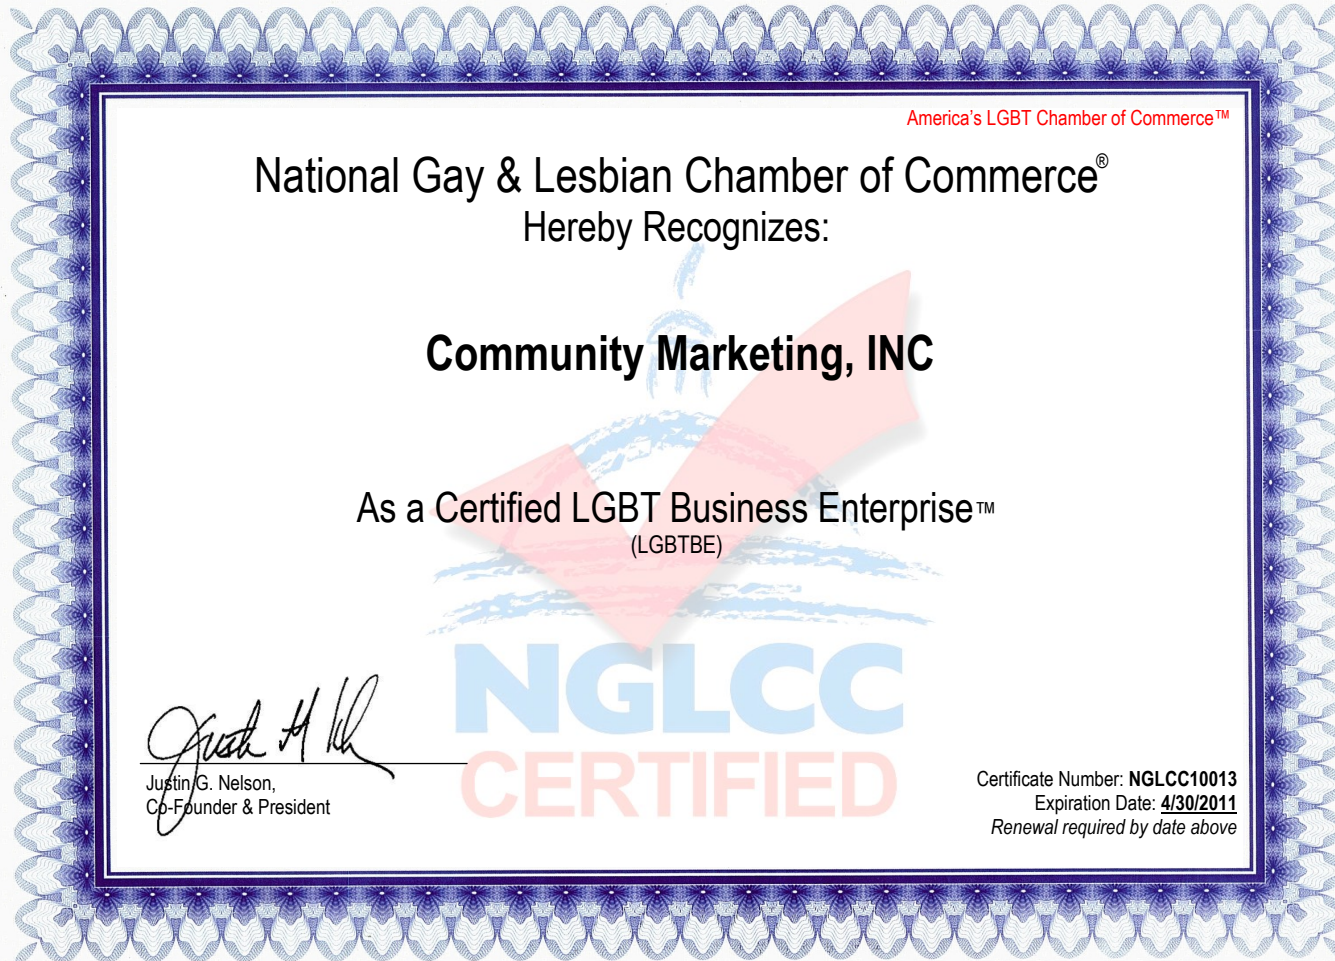 America's LGBT Chamber of Commerce™
National Gay & Lesbian Chamber of Commerce®
Hereby Recognizes:
Community Marketing, INC
As a Certified LGBT Business Enterprise™
(LGBTBE)
NGLCC
CERTIFIED
Justin G. Nelson,
Co-Founder & President
Certificate Number: NGLCC10013
Expiration Date: 4/30/2011
Renewal required by date above